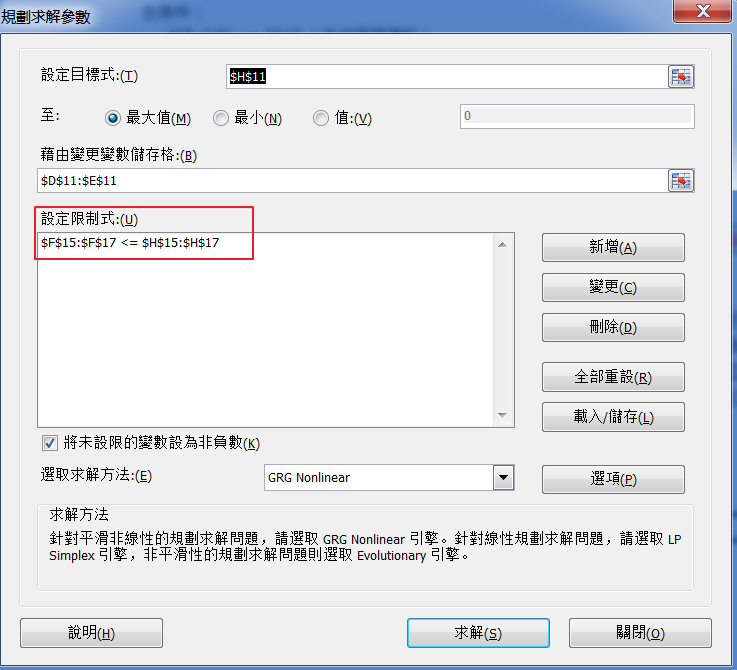 規劃求解參數
設定目標式:(T)
$H$11
至:
最大值(M)
最小(N)
值:(V)
0
藉由變更變數儲存格:(B)
$D$11:$E$11
設定限制式:(U)
$F$15:$F$17 <= $H$15:$H$17
新增(A)
變更(C)
刪除(D)
全部重設(R)
載入/儲存(L)
將未設限的變數設為非負數(K)
選取求解方法:(E)
GRG Nonlinear
選項(P)
求解方法
針對平滑非線性的規劃求解問題，請選取 GRG Nonlinear 引擎。針對線性規劃求解問題，請選取 LP
Simplex 引擎，非平滑性的規劃求解問題則選取 Evolutionary 引擎。
說明(H)
求解(S)
關閉(O)